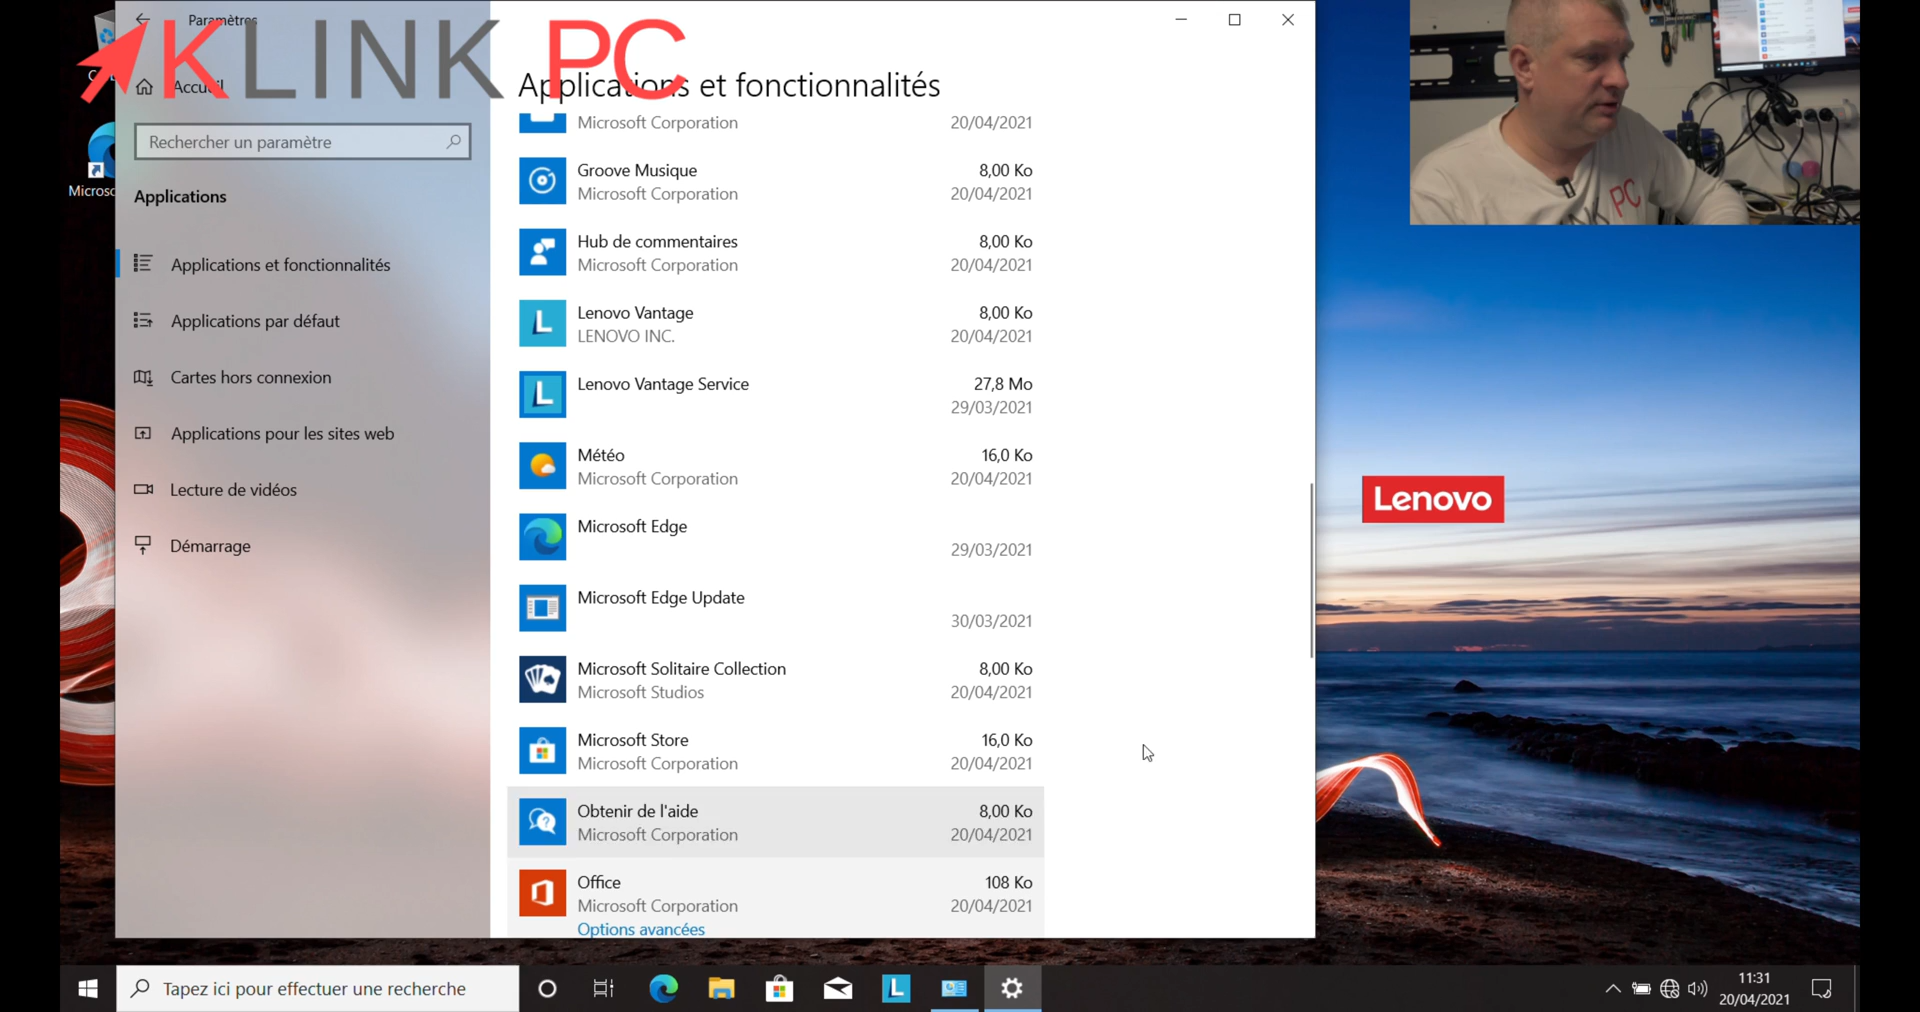 Paramètres
KLINK PC
Accueil
Rechercher un paramètre
Applications
Applications et fonctionnalités
Applications par défaut
Cartes hors connexion
Applications pour les sites web
Lecture de vidéos
Démarrage
Applications et fonctionnalités
Microsoft Corporation 20/04/2021
Groove Musique 8,00 Ko
Microsoft Corporation 20/04/2021
Hub de commentaires 8,00 Ko
Microsoft Corporation 20/04/2021
Lenovo Vantage 8,00 Ko
LENOVO INC. 20/04/2021
Lenovo Vantage Service 27,8 Mo
29/03/2021
Météo 16,0 Ko
Microsoft Corporation 20/04/2021
Microsoft Edge
29/03/2021
Microsoft Edge Update
30/03/2021
Microsoft Solitaire Collection 8,00 Ko
Microsoft Studios 20/04/2021
Microsoft Store 16,0 Ko
Microsoft Corporation 20/04/2021
Obtenir de l'aide 8,00 Ko
Microsoft Corporation 20/04/2021
Office 108 Ko
Microsoft Corporation 20/04/2021
Options avancées
PC
Lenovo
Tapez ici pour effectuer une recherche
L
11:31
20/04/2021